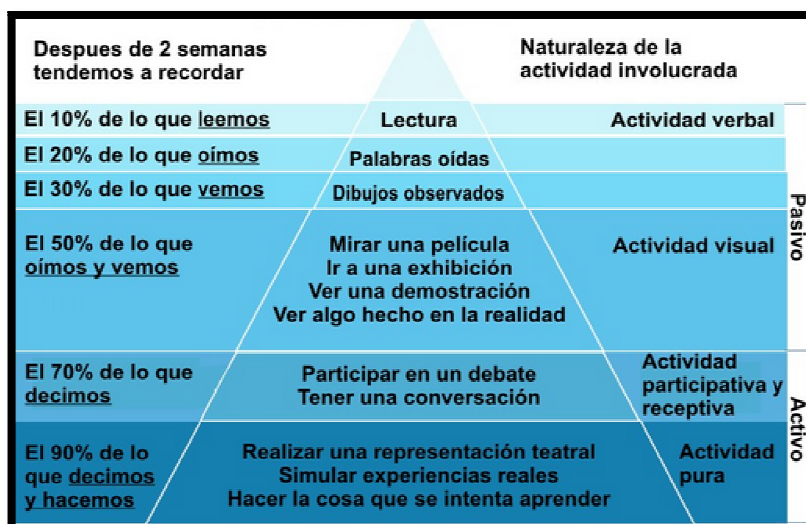 Despues de 2 semanas
tendemos a recordar
Naturaleza de la
actividad involucrada
El 10% de lo que leemos
Lectura
Actividad verbal
El 20% de lo que oímos
Palabras oídas
El 30% de lo que vemos
Dibujos observados
El 50% de lo que
oímos y vemos
Mirar una película
Ir a una exhibición
Ver una demostración
Ver algo hecho en la realidad
Actividad visual
Pasivo
El 70% de lo que
decimos
Participar en un debate
Tener una conversación
Actividad
participativa y
receptiva
El 90% de lo
que decimos
y hacemos
Realizar una representación teatral
Simular experiencias reales
Hacer la cosa que se intenta aprender
Actividad
pura
Activo